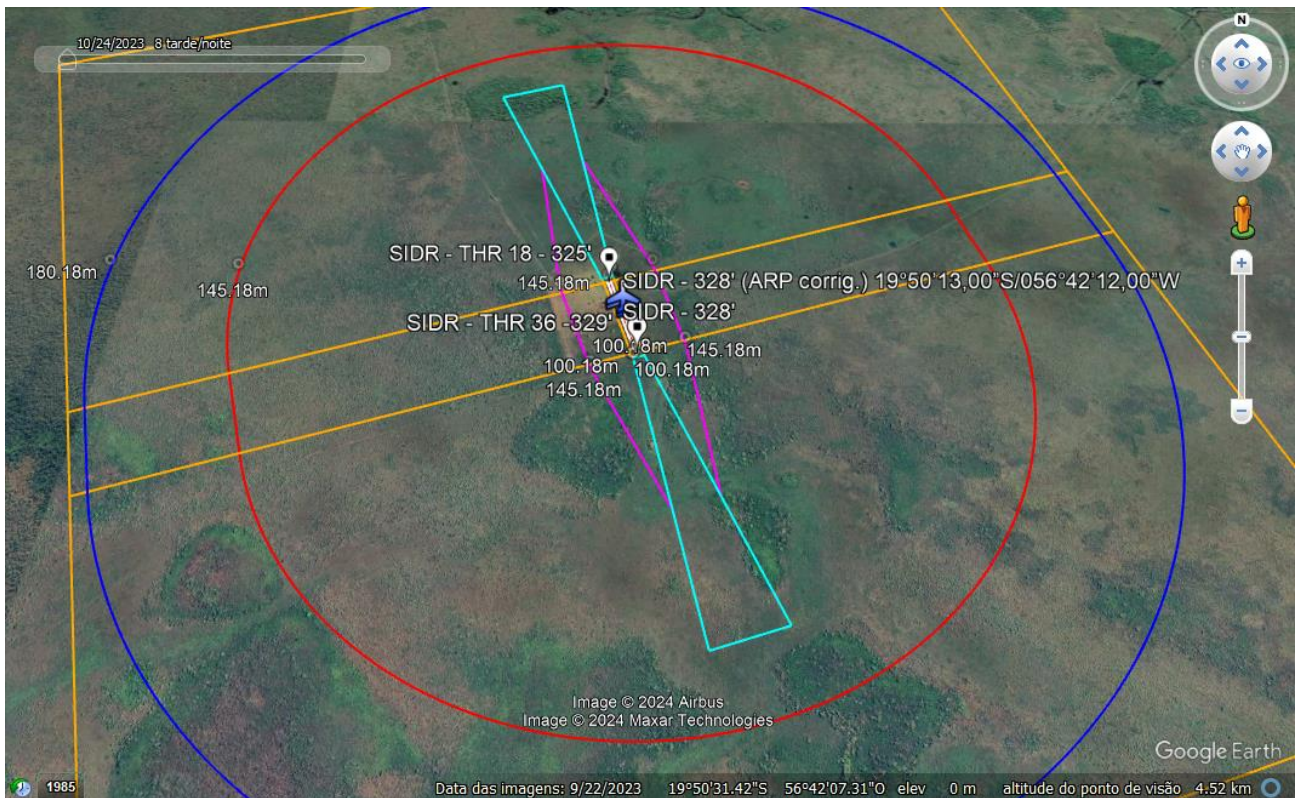 10/24/2023 8 tarde/noite
N
SIDR - THR 18 - 325'
180.18m
145.18m
145.18m
SIDR - 328' (ARP corrig.) 19°50'13,00"S/056°42'12,00"W
SIDR - THR 36 -329'
SIDR - 328'
100.18m
145.18m
100.18m
100.18m
145.18m
Image © 2024 Airbus
Image © 2024 Maxar Technologies
Google Earth
1985
Data das imagens: 9/22/2023 19°50'31.42"S 56°42'07.31"O elev 0 m altitude do ponto de visão 4.52 km